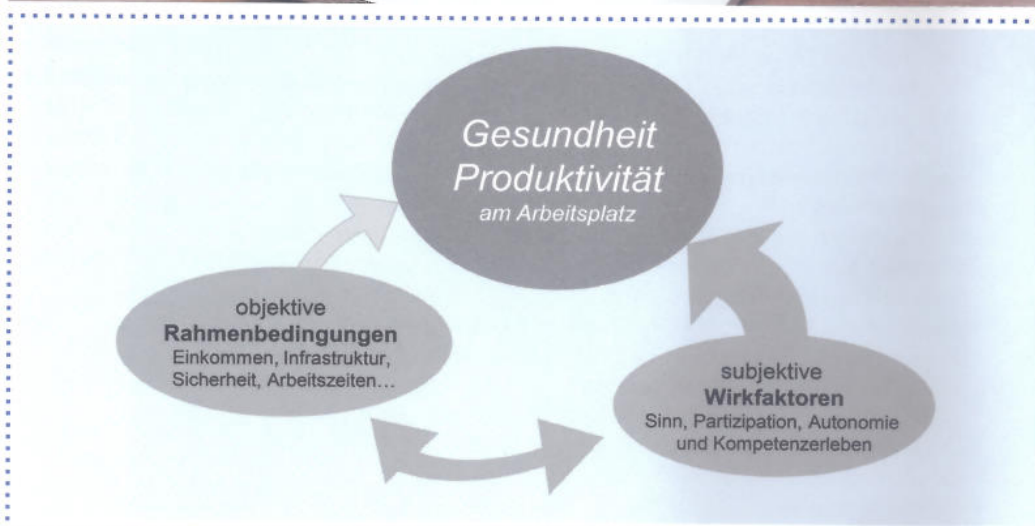 Gesundheit
Produktivität
am Arbeitsplatz
objektive
Rahmenbedingungen
Einkommen, Infrastruktur,
Sicherheit, Arbeitszeiten...
subjektive
Wirkfaktoren
Sinn, Partizipation, Autonomie
und Kompetenzerleben